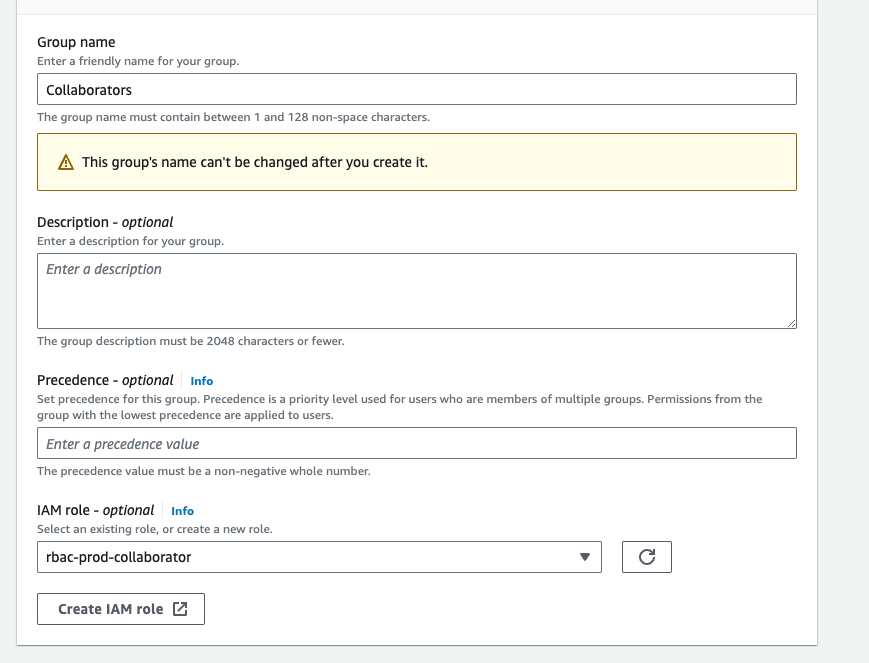 Group name
Enter a friendly name for your group.
Collaborators
The group name must contain between 1 and 128 non-space characters.
This group's name can't be changed after you create it.
Description - optional
Enter a description for your group.
Enter a description
The group description must be 2048 characters or fewer.
Precedence - optional Info
Set precedence for this group. Precedence is a priority level used for users who are members of multiple groups. Permissions from the
group with the lowest precedence are applied to users.
Enter a precedence value
The precedence value must be a non-negative whole number.
IAM role - optional Info
Select an existing role, or create a new role.
rbac-prod-collaborator
Create IAM role